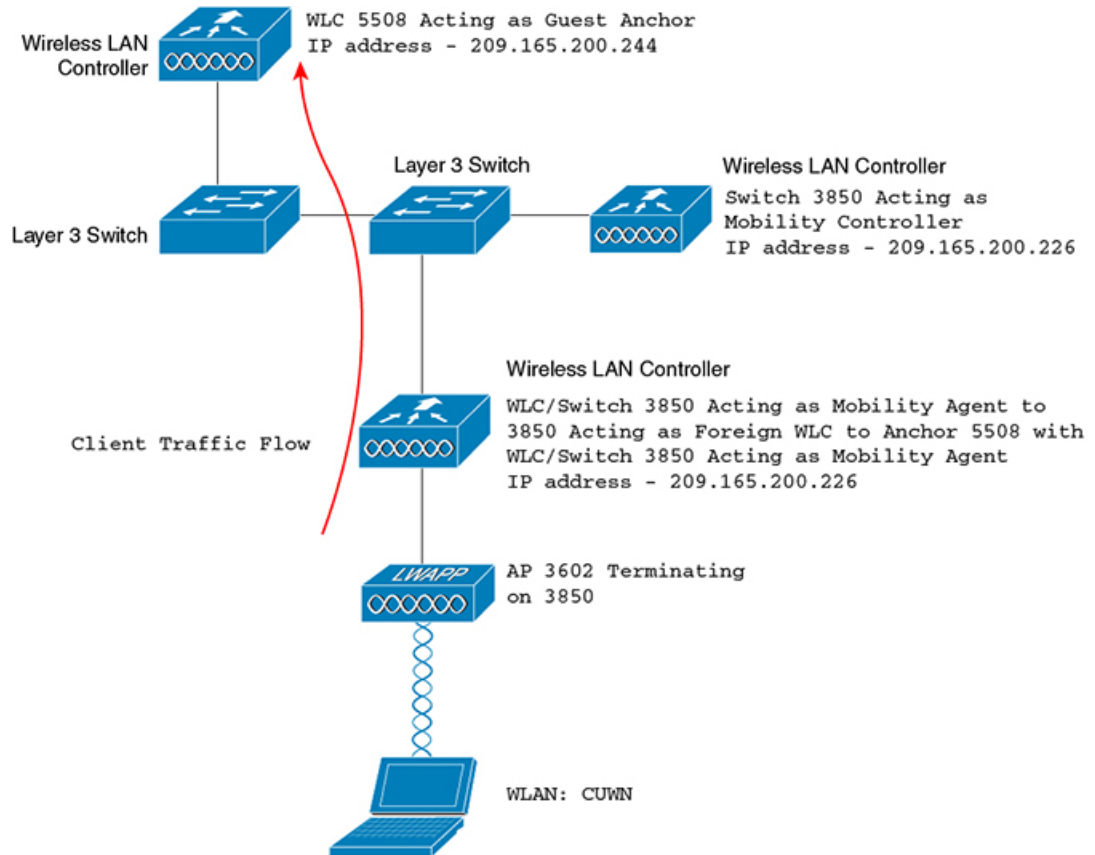 WLC 5508 Acting as Guest Anchor
IP address - 209.165.200.244
Wireless LAN
Controller
Layer 3 Switch
Wireless LAN Controller
Switch 3850 Acting as
Mobility Controller
IP address - 209.165.200.226
Layer 3 Switch
Wireless LAN Controller
WLC/Switch 3850 Acting as Mobility Agent to
3850 Acting as Foreign WLC to Anchor 5508 with
WLC/Switch 3850 Acting as Mobility Agent
IP address - 209.165.200.226
Client Traffic Flow
LWAPP
AP 3602 Terminating
on 3850
WLAN: CUWN